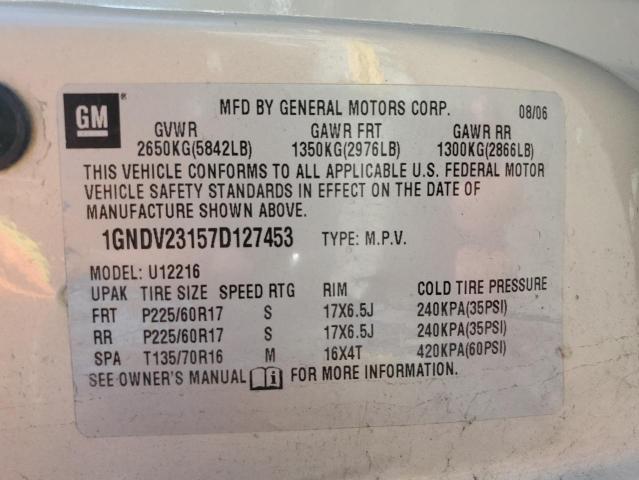 GM ® MFD BY GENERAL MOTORS CORP. 08/06
GVWR GAWR FRT GAWR RR
2650KG(5842LB) 1350KG(2976LB) 1300KG(2866LB)
THIS VEHICLE CONFORMS TO ALL APPLICABLE U.S. FEDERAL MOTOR
VEHICLE SAFETY STANDARDS IN EFFECT ON THE DATE OF
MANUFACTURE SHOWN ABOVE.
1GNDV23157D127453 TYPE: M.P.V.
MODEL: U12216
UPAK TIRE SIZE SPEED RTG RIM COLD TIRE PRESSURE
FRT P225/60R17 S 17X6.5J 240KPA(35PSI)
RR P225/60R17 S 17X6.5J 240KPA(35PSI)
SPA T135/70R16 M 16X4T 420KPA(60PSI)
SEE OWNER'S MANUAL i FOR MORE INFORMATION.